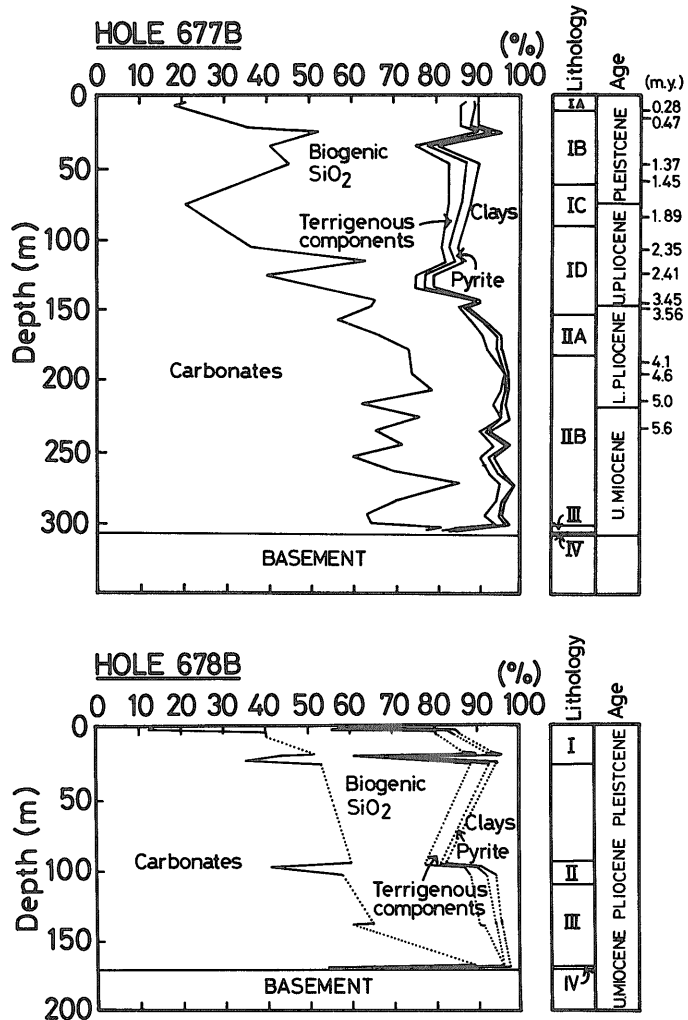 HOLE 677B
(%)
0 10 20 30 40 50 60 70 80 90 100
Lithology
Age
(m.y.)
Depth (m)
0
50
100
150
200
250
300
Biogenic
SiO2
Terrigenous
components
Clays
Pyrite
Carbonates
BASEMENT
IA
IB
IC
ID
IIA
IIB
III
IV
PLEISTCENE
U.PLIOCENE
L.PLIOCENE
U.MIOCENE
0.28
0.47
1.37
1.45
1.89
2.35
2.41
3.45
3.56
4.1
4.6
5.0
5.6
HOLE 678B
(%)
0 10 20 30 40 50 60 70 80 90 100
Lithology
Age
Depth (m)
0
50
100
150
200
Biogenic
SiO2
Clays
Pyrite
Carbonates
Terrigenous
components
BASEMENT
I
II
III
IV
PLEISTCENE
PLIOCENE
U.MIOCENE